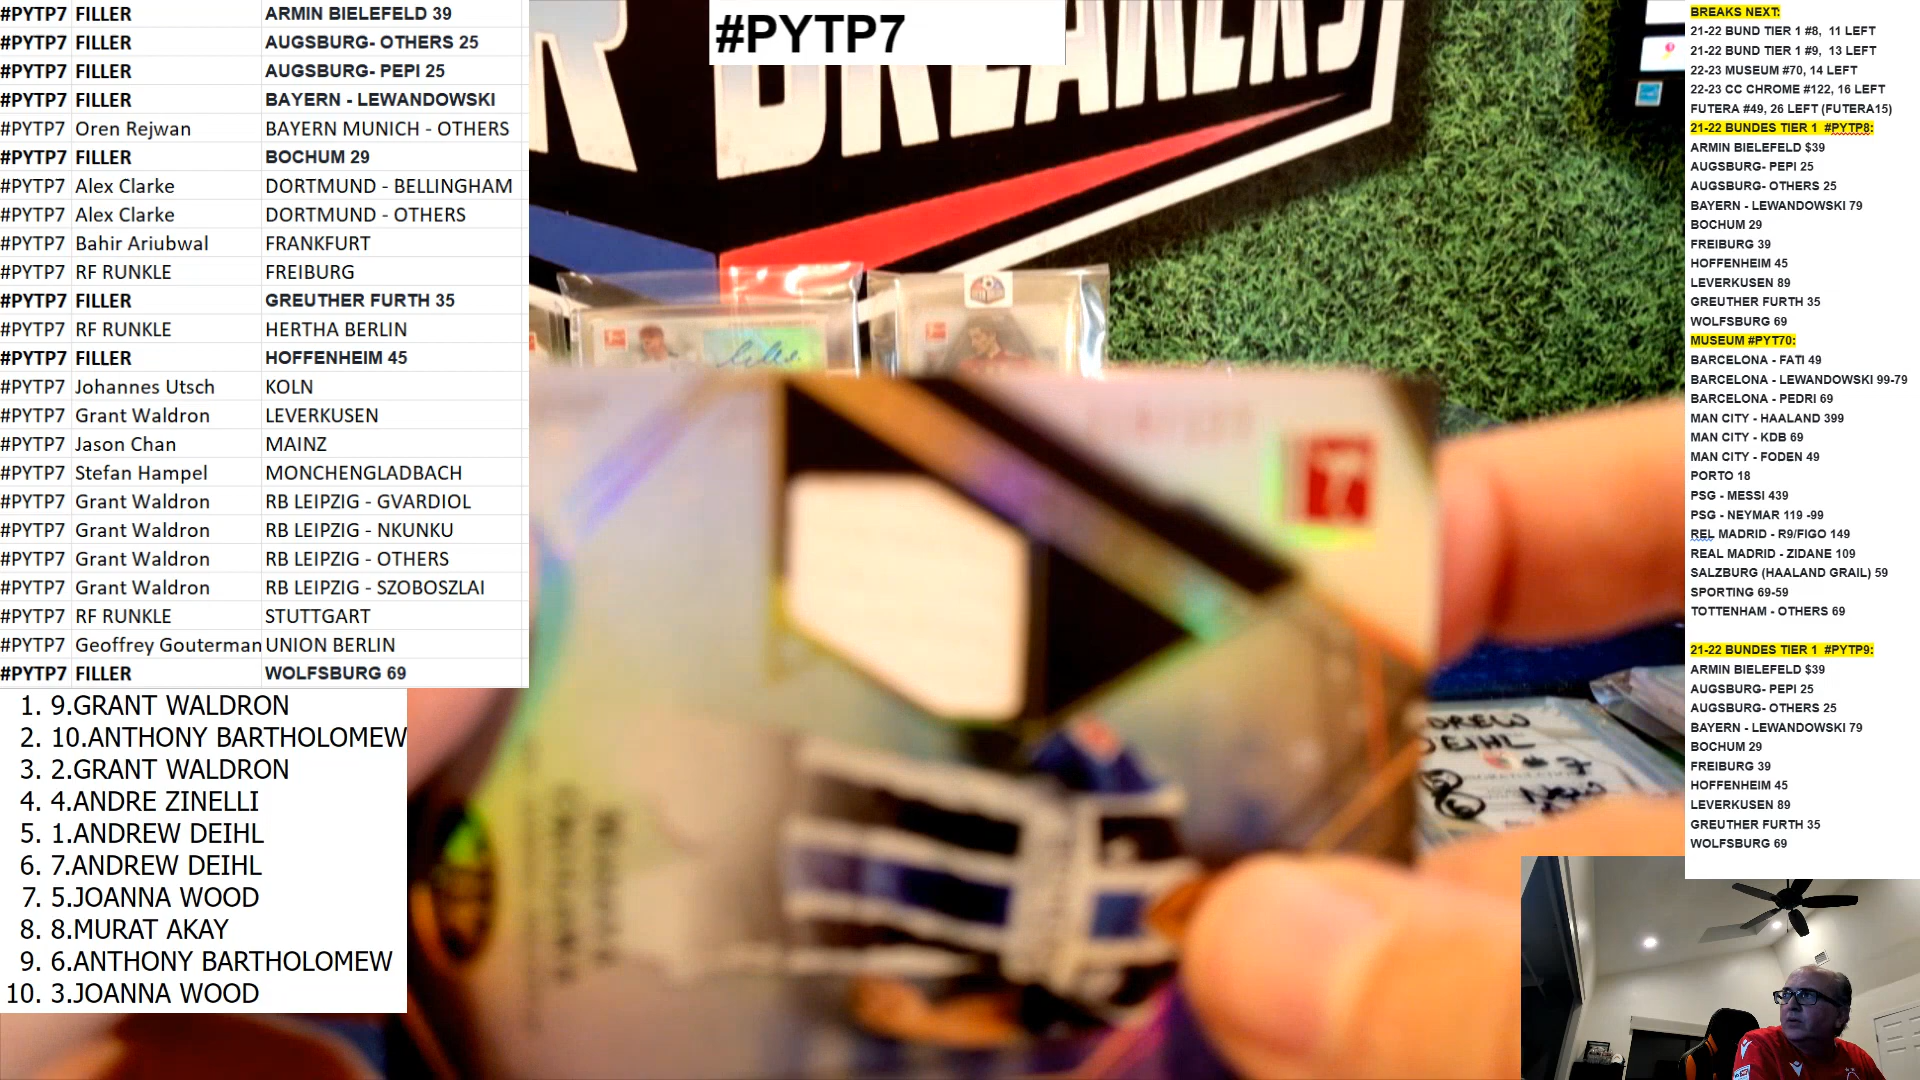 #PYTP7 FILLER ARMIN BIELEFELD 39
#PYTP7 FILLER AUGSBURG- OTHERS 25
#PYTP7 FILLER AUGSBURG- PEPI 25
#PYTP7 FILLER BAYERN - LEWANDOWSKI
#PYTP7 Oren Rejwan BAYERN MUNICH - OTHERS
#PYTP7 FILLER BOCHUM 29
#PYTP7 Alex Clarke DORTMUND - BELLINGHAM
#PYTP7 Alex Clarke DORTMUND - OTHERS
#PYTP7 Bahir Ariubwal FRANKFURT
#PYTP7 RF RUNKLE FREIBURG
#PYTP7 FILLER GREUTHER FURTH 35
#PYTP7 RF RUNKLE HERTHA BERLIN
#PYTP7 FILLER HOFFENHEIM 45
#PYTP7 Johannes Utsch KOLN
#PYTP7 Grant Waldron LEVERKUSEN
#PYTP7 Jason Chan MAINZ
#PYTP7 Stefan Hampel MONCHENGLADBACH
#PYTP7 Grant Waldron RB LEIPZIG - GVARDIOL
#PYTP7 Grant Waldron RB LEIPZIG - NKUNKU
#PYTP7 Grant Waldron RB LEIPZIG - OTHERS
#PYTP7 Grant Waldron RB LEIPZIG - SZOBOSZLAI
#PYTP7 RF RUNKLE STUTTGART
#PYTP7 Geoffrey Gouterman UNION BERLIN
#PYTP7 FILLER WOLFSBURG 69
1. 9.GRANT WALDRON
2. 10.ANTHONY BARTHOLOMEW
3. 2.GRANT WALDRON
4. 4.ANDRE ZINELLI
5. 1.ANDREW DEIHL
6. 7.ANDREW DEIHL
7. 5.JOANNA WOOD
8. 8.MURAT AKAY
9. 6.ANTHONY BARTHOLOMEW
10. 3.JOANNA WOOD
#PYTP7
R BREAKERS
DREW
DEIHL
#7
NEW
BREAKS NEXT:
21-22 BUND TIER 1 #8, 11 LEFT
21-22 BUND TIER 1 #9, 13 LEFT
22-23 MUSEUM #70, 14 LEFT
22-23 CC CHROME #122, 16 LEFT
FUTERA #49, 26 LEFT (FUTERA15)
21-22 BUNDES TIER 1 #PYTP8:
ARMIN BIELEFELD $39
AUGSBURG- PEPI 25
AUGSBURG- OTHERS 25
BAYERN - LEWANDOWSKI 79
BOCHUM 29
FREIBURG 39
HOFFENHEIM 45
LEVERKUSEN 89
GREUTHER FURTH 35
WOLFSBURG 69
MUSEUM #PYT70:
BARCELONA - FATI 49
BARCELONA - LEWANDOWSKI 99-79
BARCELONA - PEDRI 69
MAN CITY - HAALAND 399
MAN CITY - KDB 69
MAN CITY - FODEN 49
PORTO 18
PSG - MESSI 439
PSG - NEYMAR 119 -99
REL MADRID - R9/FIGO 149
REAL MADRID - ZIDANE 109
SALZBURG (HAALAND GRAIL) 59
SPORTING 69-59
TOTTENHAM - OTHERS 69
21-22 BUNDES TIER 1 #PYTP9:
ARMIN BIELEFELD $39
AUGSBURG- PEPI 25
AUGSBURG- OTHERS 25
BAYERN - LEWANDOWSKI 79
BOCHUM 29
FREIBURG 39
HOFFENHEIM 45
LEVERKUSEN 89
GREUTHER FURTH 35
WOLFSBURG 69